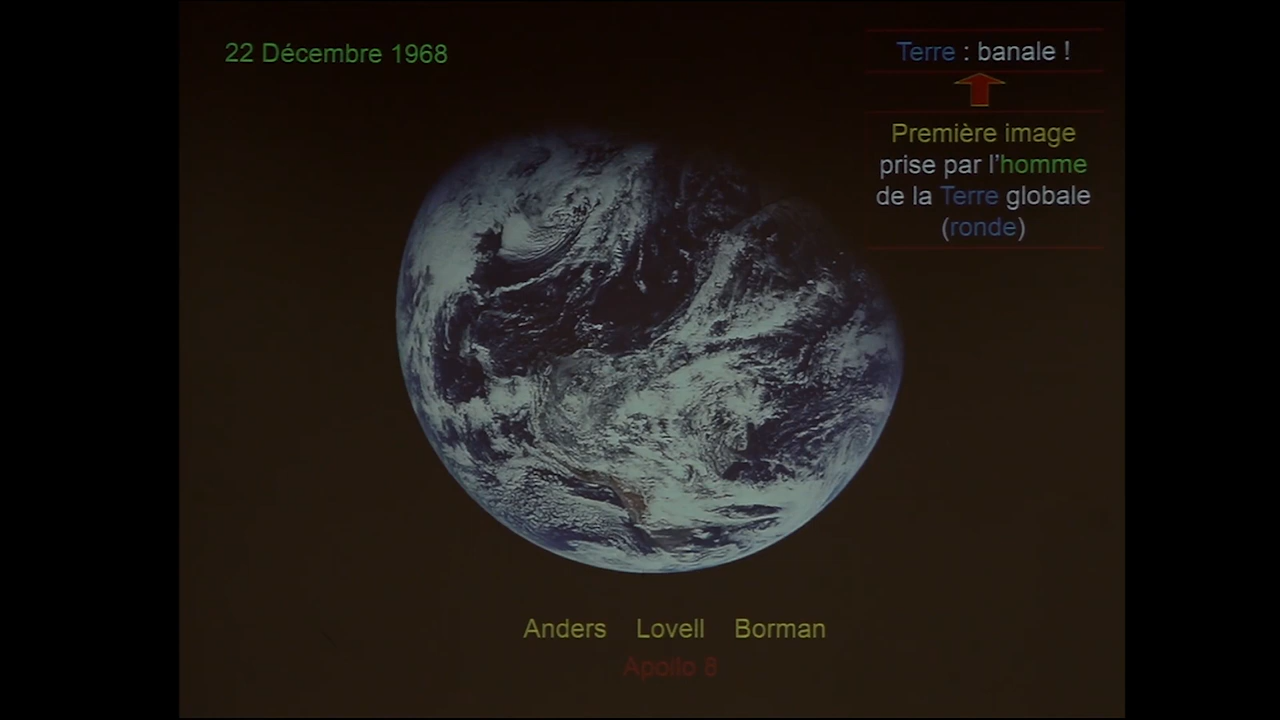 22 Décembre 1968
Terre : banale !
Première image
prise par l'homme
de la Terre globale
(ronde)
Anders Lovell Borman
Apollo 8